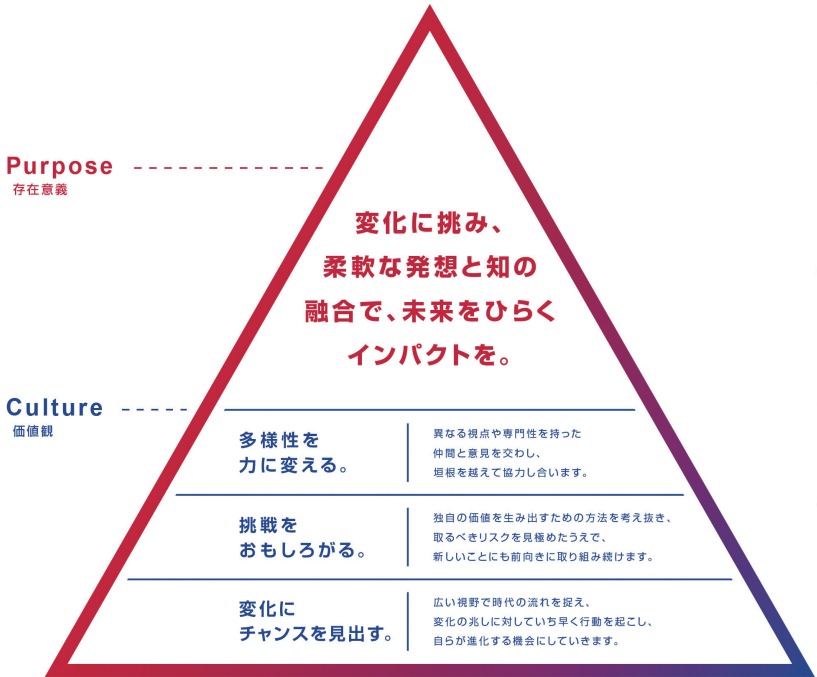 Purpose
存在意義
変化に挑み、
柔軟な発想と知の
融合で、未来をひらく
インパクトを。
Culture
価値観
多様性を
力に変える。
異なる視点や専門性を持った
仲間と意見を交わし、
垣根を越えて協力し合います。
挑戦を
おもしろがる。
独自の価値を生み出すための方法を考え抜き、
取るべきリスクを見極めたうえで、
新しいことにも前向きに取り組み続けます。
変化に
チャンスを見出す。
広い視野で時代の流れを捉え、
変化の兆しに対していち早く行動を起こし、
自らが進化する機会にしていきます。